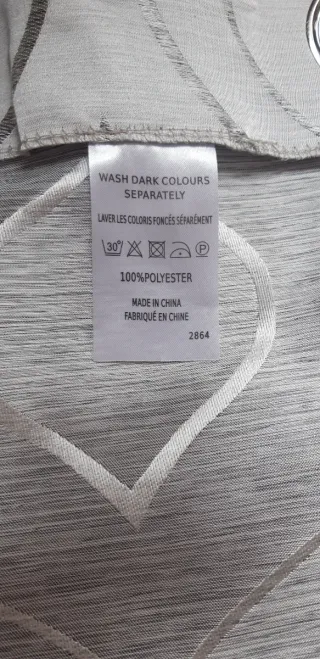 WASH DARK COLOURS
SEPARATELY
LAVER LES COLORIS FONCÉS SÉPARÉMENT
30° P
100%POLYESTER
MADE IN CHINA
FABRIQUÉ EN CHINE
2864